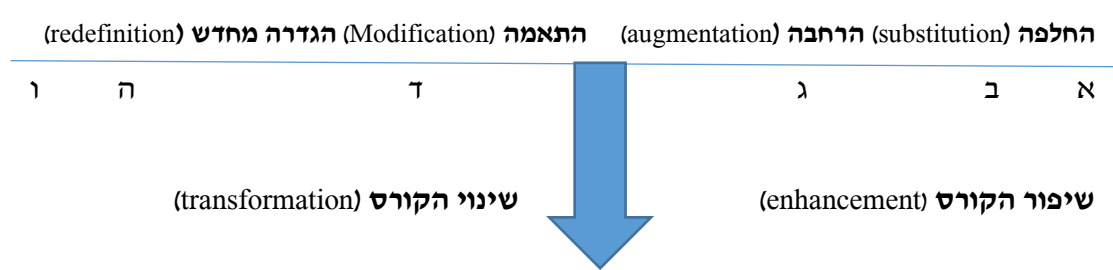 החלפה (substitution) הרחבה (augmentation) התאמה (Modification) הגדרה מחדש (redefinition)
א ב ג ד ה ו
שיפור הקורס (enhancement) שינוי הקורס (transformation)